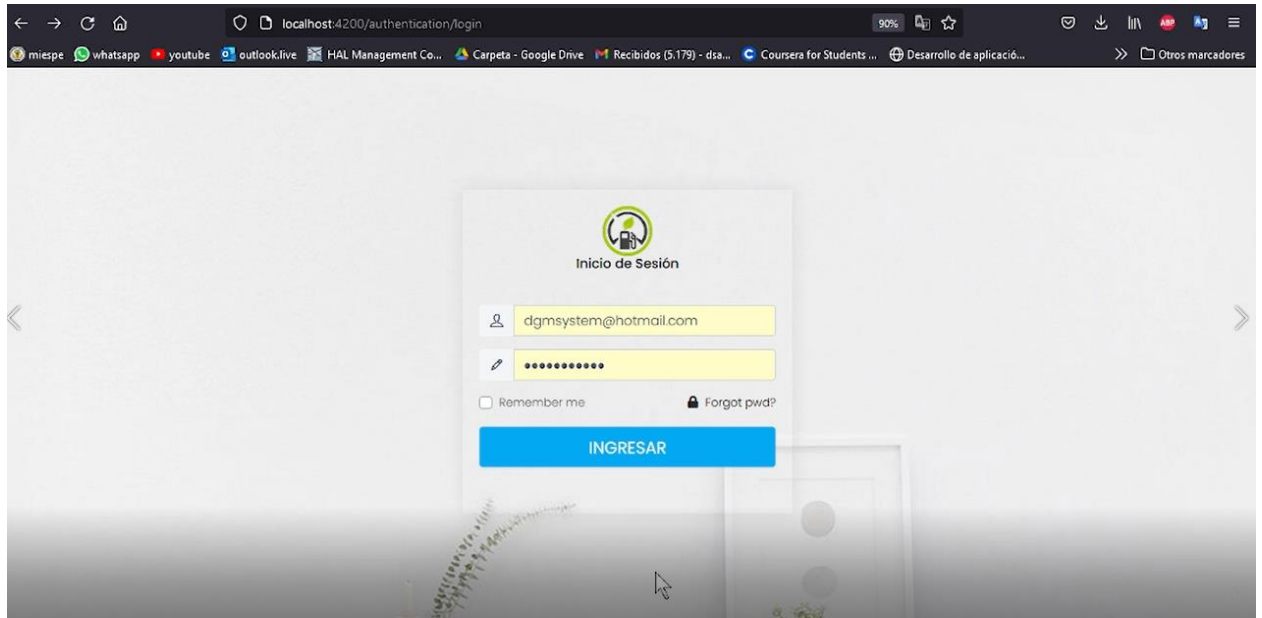 localhost:4200/authentication/login
90%
miespe whatsapp youtube outlook.live HAL Management Co... Carpeta - Google Drive Recibidos (5.179) - dsa... Coursera for Students ... Desarrollo de aplicació... Otros marcadores
Inicio de Sesión
dgmsystem@hotmail.com
Remember me Forgot pwd?
INGRESAR